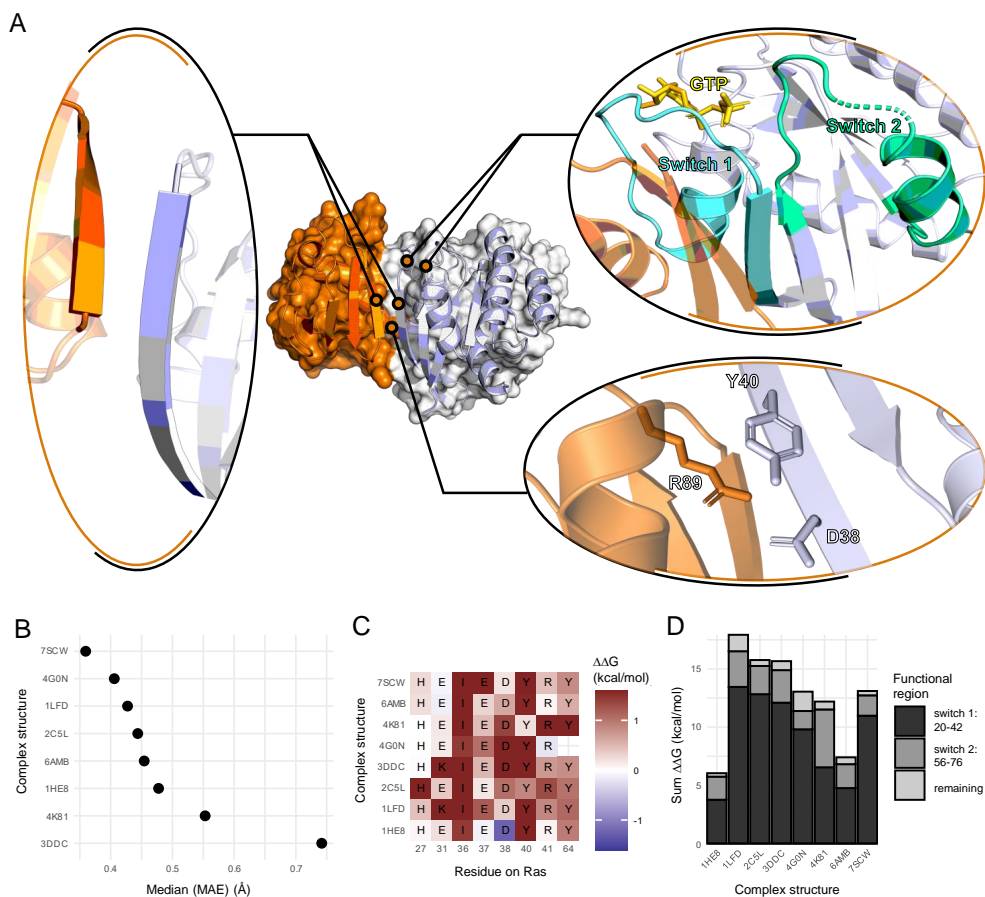 A
GTP
Switch 1
Switch 2
Y40
R89
D38
B
Complex structure
7SCW
4G0N
1LFD
2C5L
6AMB
1HE8
4K81
3DDC
0.4 0.5 0.6 0.7
Median (MAE) (Å)
C
Complex structure
7SCW H E I E D Y R Y
6AMB H E I E D Y R Y
4K81 H E I E D Y R Y
4G0N H E I E D Y R
3DDC H K I E D Y R Y
2C5L H E I E D Y R Y
1LFD H K I E D Y R Y
1HE8 H E I E D Y R Y
27 31 36 37 38 40 41 64
Residue on Ras
ΔΔG
(kcal/mol)
1
0
-1
D
Sum ΔΔG (kcal/mol)
15
10
5
0
1HE8 1LFD 2C5L 3DDC 4G0N 4K81 6AMB 7SCW
Complex structure
Functional
region
switch 1:
20-42
switch 2:
56-76
remaining